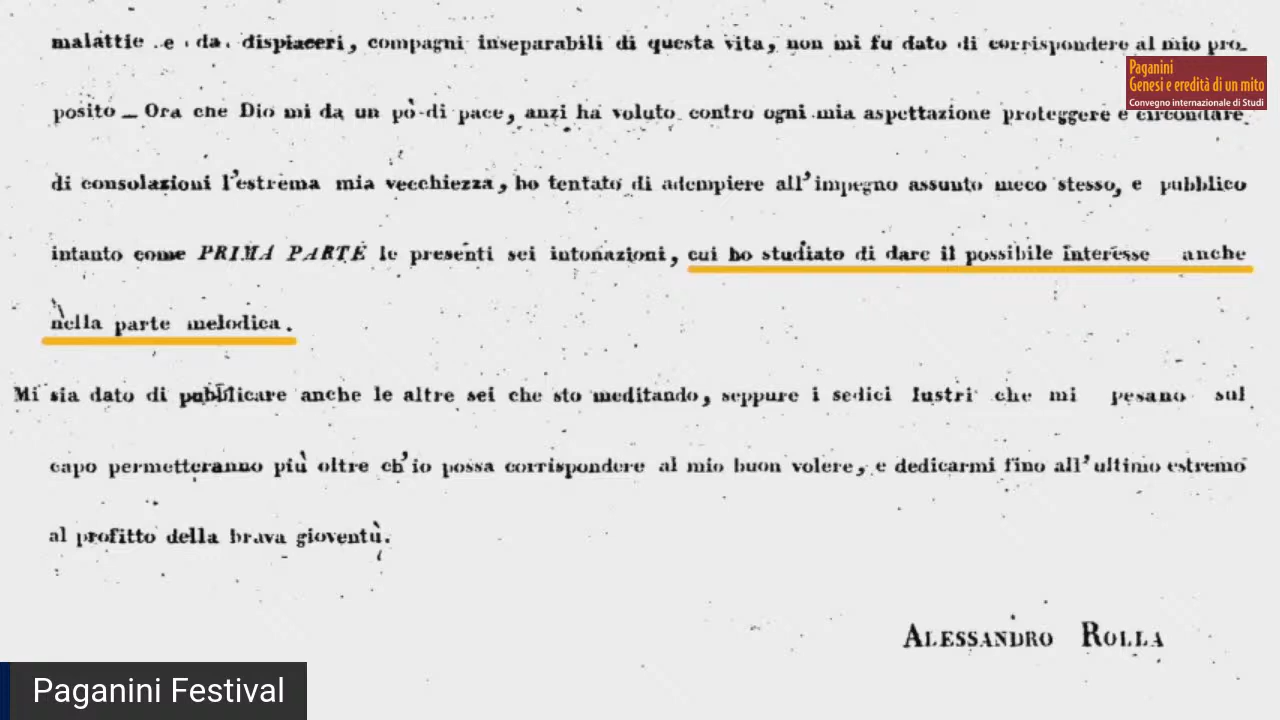 malattie e da dispiaceri, compagni inseparabili di questa vita, non mi fu dato di corrispondere al mio pro-
Paganini
Genesi e eredità di un mito
Convegno internazionale di Studi
posito _ Ora che Dio mi da un pò di pace, anzi ha voluto contro ogni mia aspettazione proteggere e circondare
di consolazioni l'estrema mia vecchiezza, ho tentato di adempiere all'impegno assunto meco stesso, e pubblico
intanto come PRIMA PARTE le presenti sei intonazioni, cui ho studiato di dare il possibile interesse anche
nella parte melodica.
Mi sia dato di pubblicare anche le altre sei che sto meditando, seppure i sedici lustri che mi pesano sul
capo permetteranno più oltre ch'io possa corrispondere al mio buon volere, e dedicarmi fino all'ultimo estremo
al profitto della brava gioventù.
ALESSANDRO ROLLA
Paganini Festival